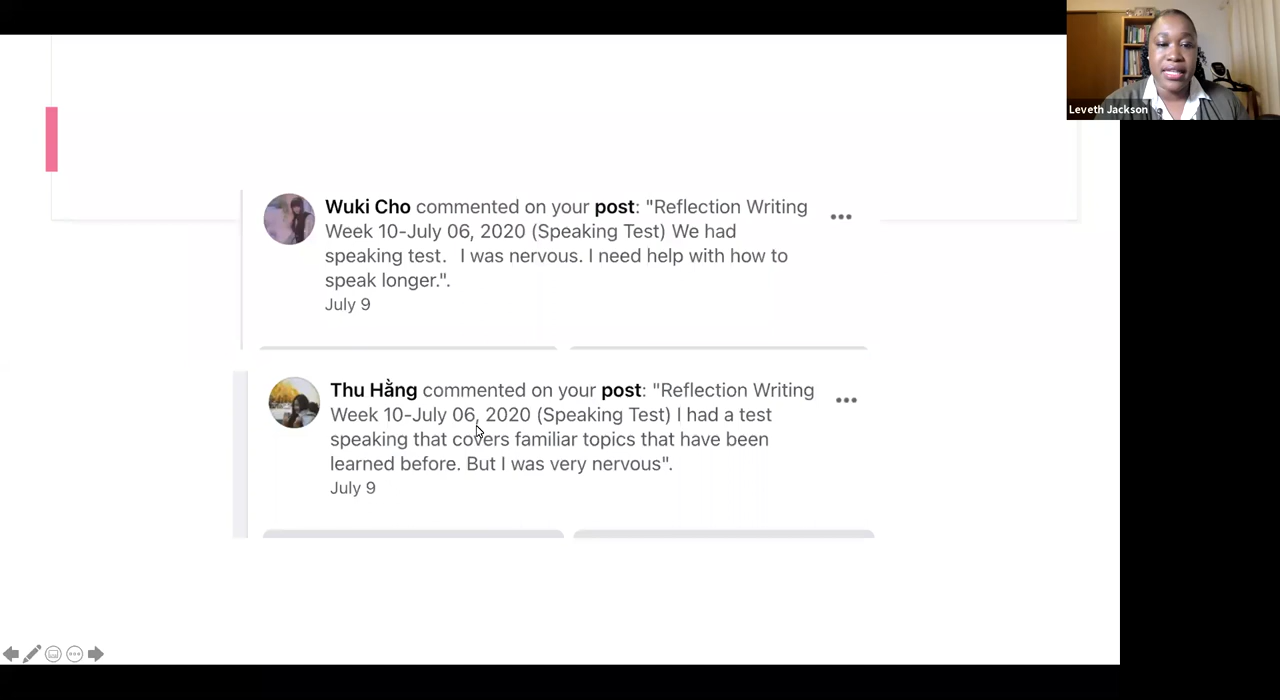 Leveth Jackson
Wuki Cho commented on your post: "Reflection Writing
Week 10-July 06, 2020 (Speaking Test) We had
speaking test. I was nervous. I need help with how to
speak longer.".
July 9
Thu Hằng commented on your post: "Reflection Writing
Week 10-July 06, 2020 (Speaking Test) I had a test
speaking that covers familiar topics that have been
learned before. But I was very nervous".
July 9